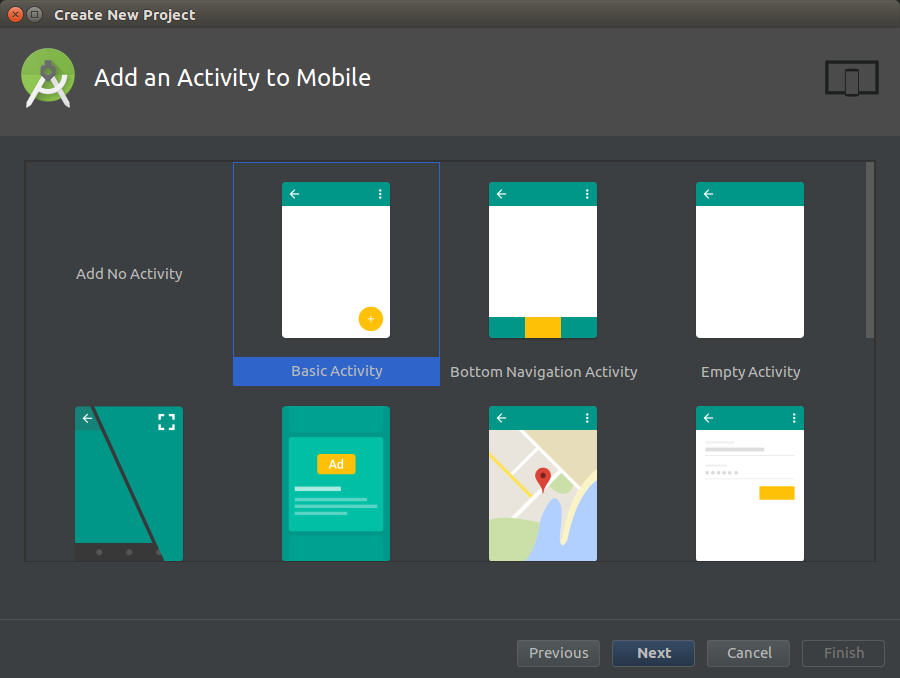 Create New Project
Add an Activity to Mobile
Add No Activity
Basic Activity
Bottom Navigation Activity
Empty Activity
Ad
Previous
Next
Cancel
Finish